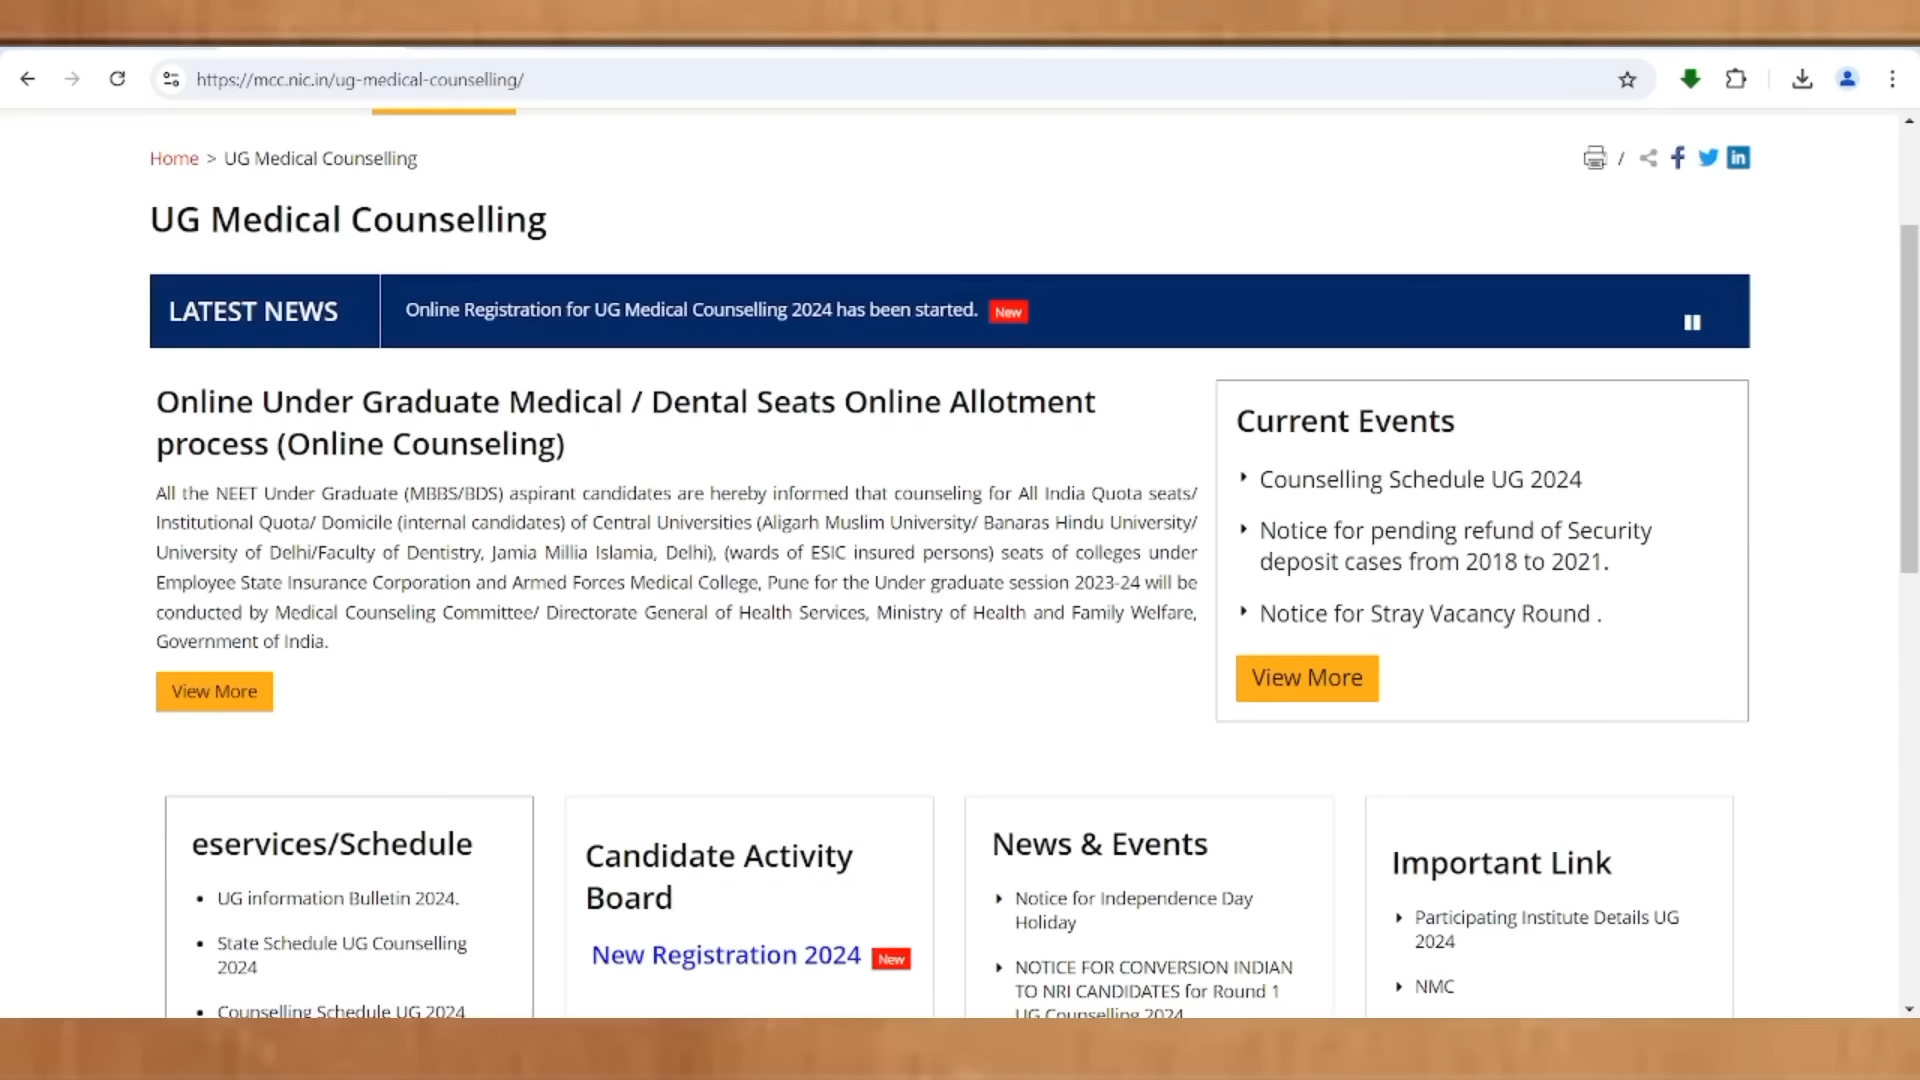 https://mcc.nic.in/ug-medical-counselling/
Home > UG Medical Counselling
/
UG Medical Counselling
LATEST NEWS
Online Registration for UG Medical Counselling 2024 has been started. New
Online Under Graduate Medical / Dental Seats Online Allotment
process (Online Counseling)
All the NEET Under Graduate (MBBS/BDS) aspirant candidates are hereby informed that counseling for All India Quota seats/
Institutional Quota/ Domicile (internal candidates) of Central Universities (Aligarh Muslim University/ Banaras Hindu University/
University of Delhi/Faculty of Dentistry, Jamia Millia Islamia, Delhi), (wards of ESIC insured persons) seats of colleges under
Employee State Insurance Corporation and Armed Forces Medical College, Pune for the Under graduate session 2023-24 will be
conducted by Medical Counseling Committee/ Directorate General of Health Services, Ministry of Health and Family Welfare,
Government of India.
View More
Current Events
Counselling Schedule UG 2024
Notice for pending refund of Security
deposit cases from 2018 to 2021.
Notice for Stray Vacancy Round .
View More
eservices/Schedule
UG information Bulletin 2024.
State Schedule UG Counselling
2024
Counselling Schedule UG 2024
Candidate Activity
Board
New Registration 2024 New
News & Events
Notice for Independence Day
Holiday
NOTICE FOR CONVERSION INDIAN
TO NRI CANDIDATES for Round 1
UG Counselling 2024
Important Link
Participating Institute Details UG
2024
NMC